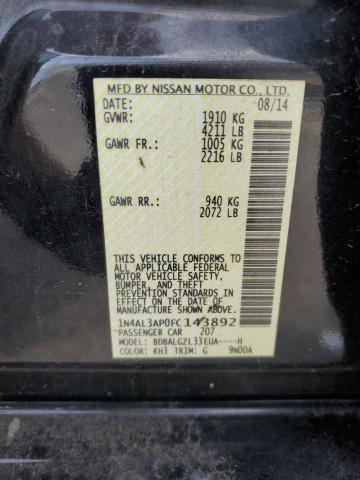 MFD BY NISSAN MOTOR CO., LTD.
DATE: 08/14
GVWR: 1910 KG
4211 LB
GAWR FR.: 1005 KG
2216 LB
GAWR RR.: 940 KG
2072 LB
THIS VEHICLE CONFORMS TO ALL
APPLICABLE FEDERAL
MOTOR VEHICLE SAFETY,
BUMPER, AND THEFT
PREVENTION STANDARDS IN
EFFECT ON THE DATE OF
MANUFACTURE SHOWN ABOVE.
1N4AL3AP0FC143892
PASSENGER CAR 207
MODEL: BDBALGZL33EUA----H
COLOR: KH3 TRIM: G 9N00A